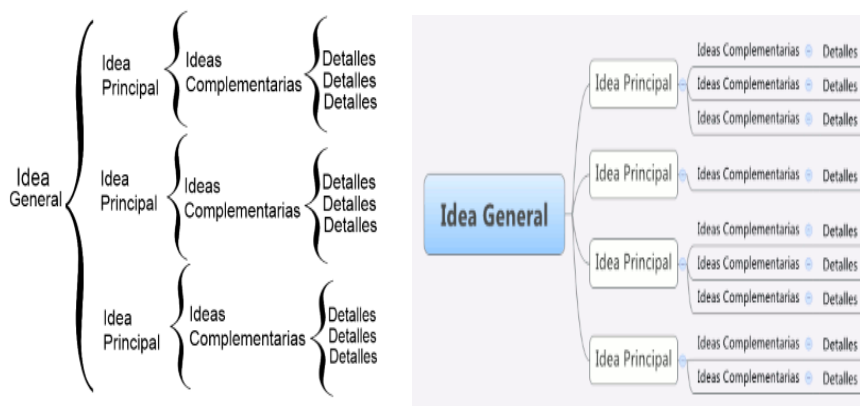 Idea
General
Idea
Principal
Ideas
Complementarias
Detalles
Detalles
Detalles
Idea
Principal
Ideas
Complementarias
Detalles
Detalles
Detalles
Idea
Principal
Ideas
Complementarias
Detalles
Detalles
Detalles
Idea General
Idea Principal
Ideas Complementarias Detalles
Ideas Complementarias Detalles
Ideas Complementarias Detalles
Idea Principal
Ideas Complementarias Detalles
Idea Principal
Ideas Complementarias Detalles
Ideas Complementarias Detalles
Ideas Complementarias Detalles
Idea Principal
Ideas Complementarias Detalles
Ideas Complementarias Detalles